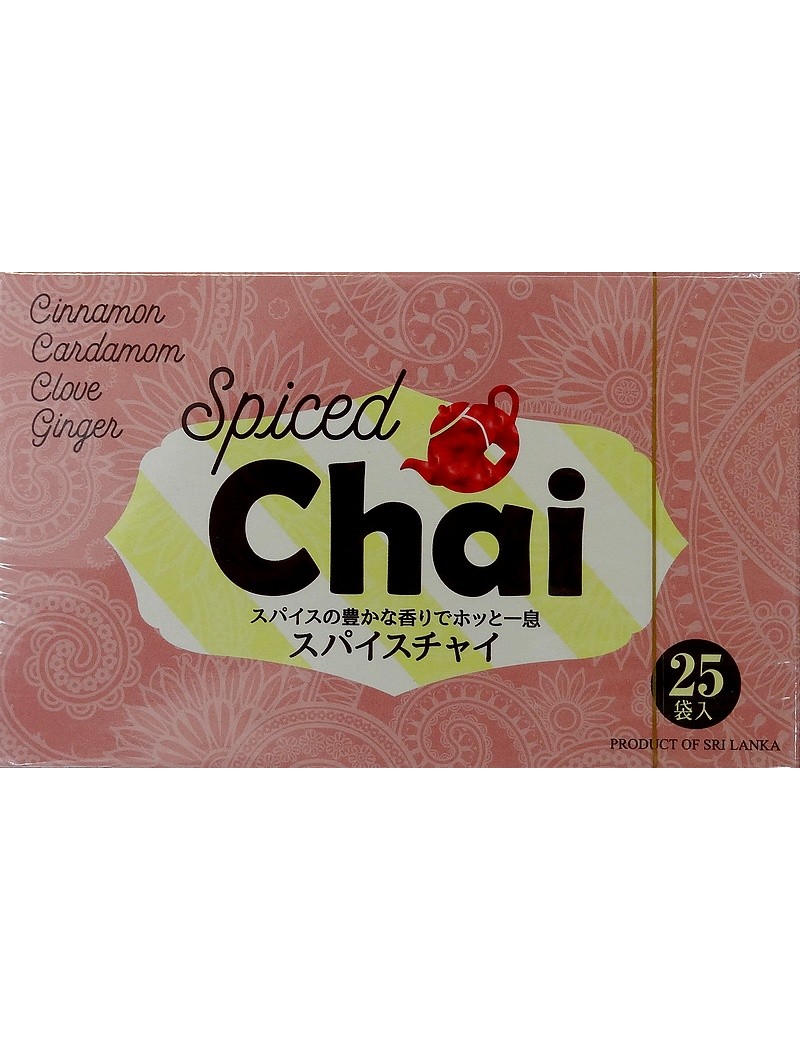 Cinnamon
Cardamom
Clove
Ginger
Spiced
Chai
スパイスの豊かな香りでホッと一息
スパイスチャイ
25
袋入
PRODUCT OF SRI LANKA